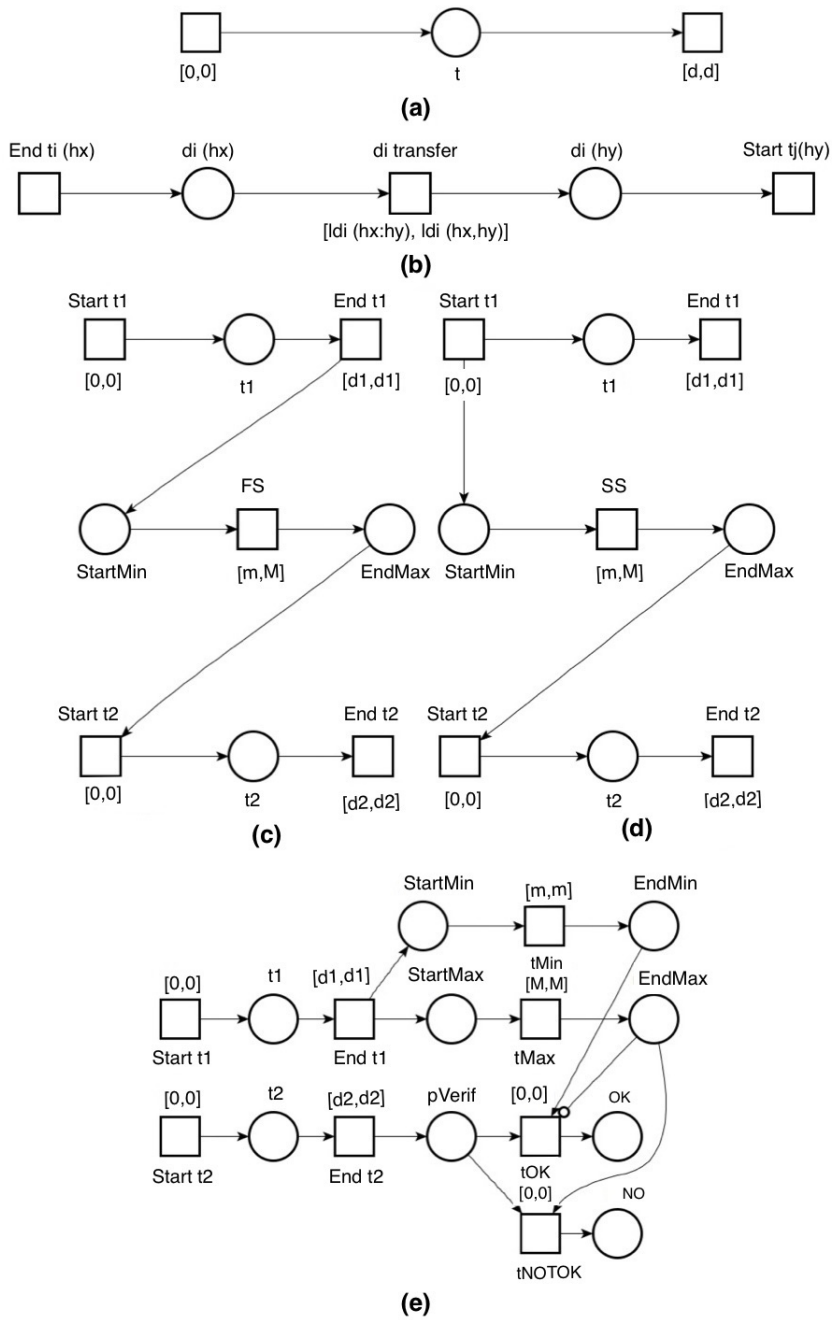 [0,0] t [d,d]
(a)
End ti (hx) di (hx) di transfer di (hy) Start tj(hy)
[ldi (hx:hy), ldi (hx,hy)]
(b)
Start t1 End t1 Start t1 End t1
[0,0] t1 [d1,d1] [0,0] t1 [d1,d1]
FS SS
StartMin [m,M] EndMax StartMin [m,M] EndMax
Start t2 End t2 Start t2 End t2
[0,0] t2 [d2,d2] [0,0] t2 [d2,d2]
(c) (d)
StartMin [m,m] EndMin
tMin
[0,0] t1 [d1,d1] StartMax [M,M] EndMax
Start t1 End t1 tMax
[0,0] t2 [d2,d2] pVerif [0,0] OK
Start t2 End t2 tOK
[0,0] NO
tNOTOK
(e)